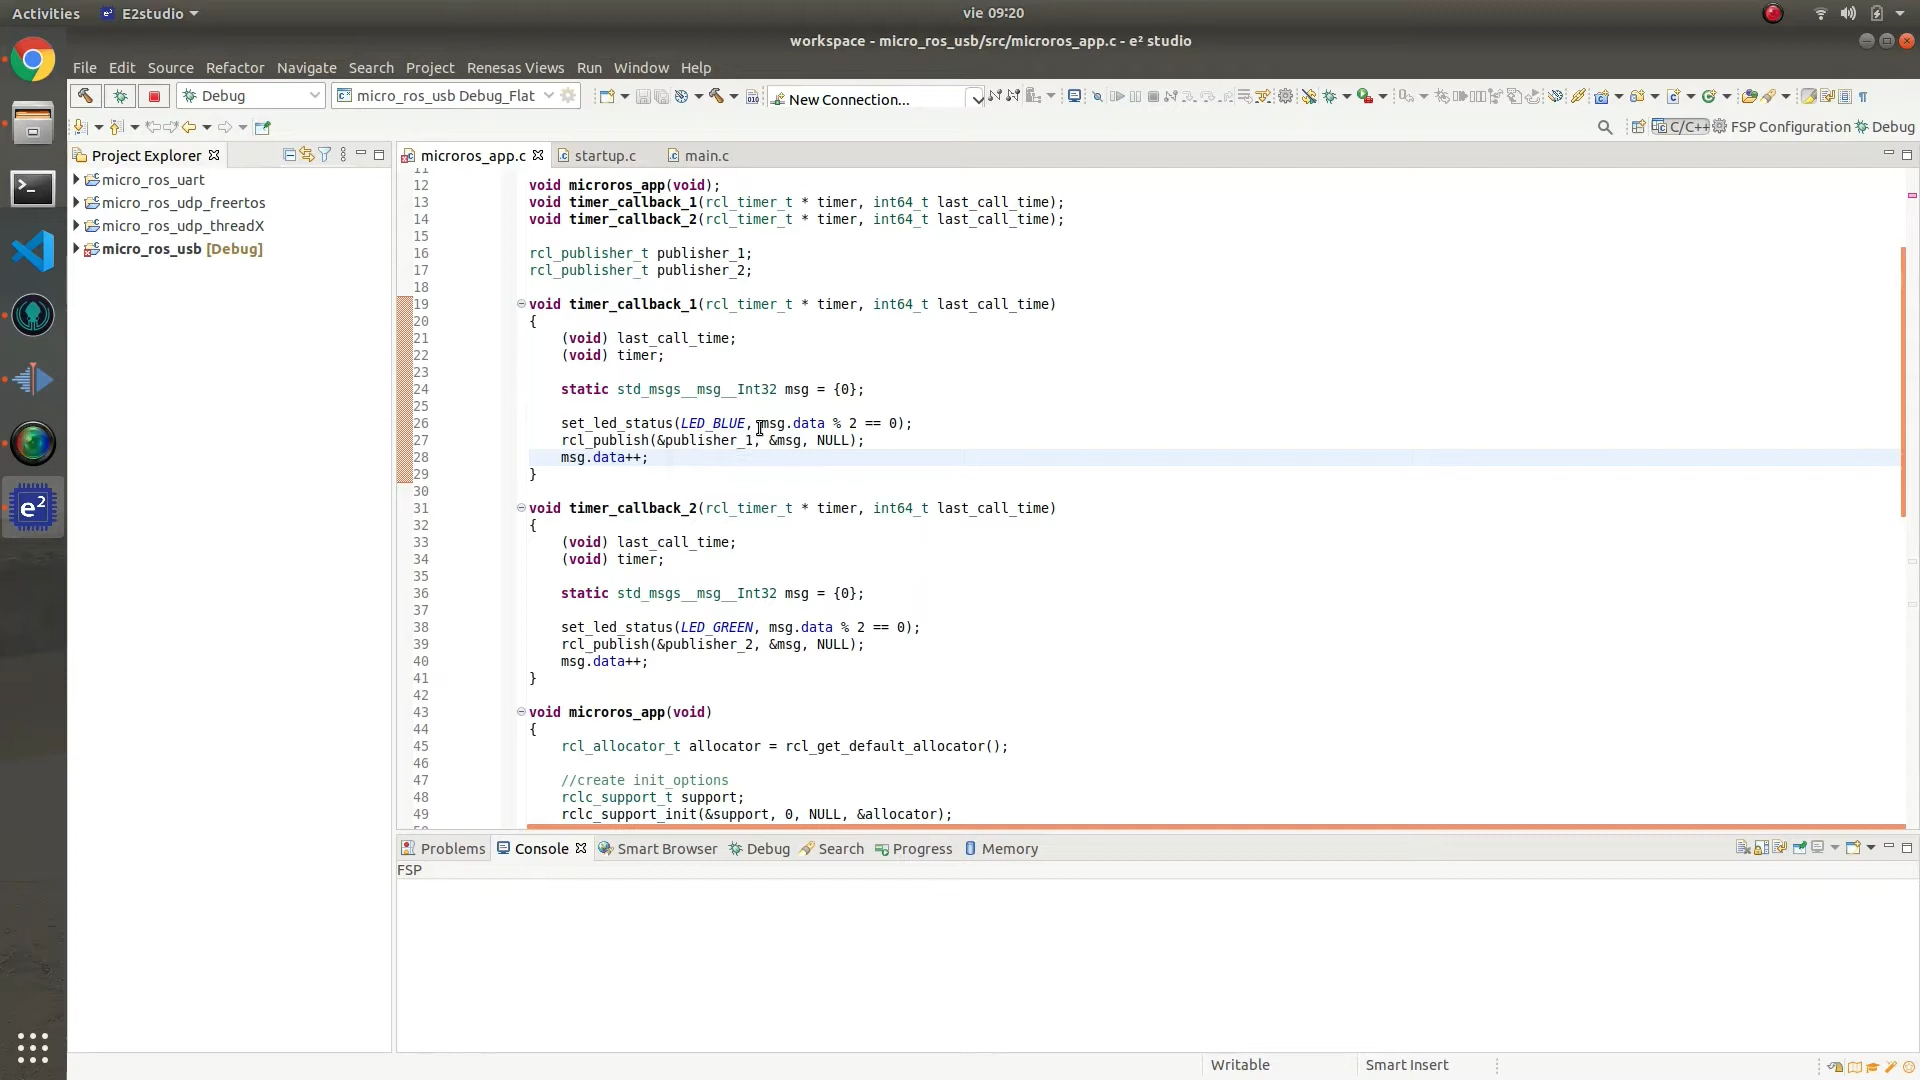 Activities
E2studio
vie 09:20
workspace - micro_ros_usb/src/microros_app.c - e² studio
File Edit Source Refactor Navigate Search Project Renesas Views Run Window Help
Debug
micro_ros_usb Debug_Flat
New Connection...
C/C++ FSP Configuration Debug
Project Explorer
micro_ros_uart
micro_ros_udp_freertos
micro_ros_udp_threadX
micro_ros_usb [Debug]
microros_app.c startup.c main.c
12 void microros_app(void);
13 void timer_callback_1(rcl_timer_t * timer, int64_t last_call_time);
14 void timer_callback_2(rcl_timer_t * timer, int64_t last_call_time);
15
16 rcl_publisher_t publisher_1;
17 rcl_publisher_t publisher_2;
18
19 void timer_callback_1(rcl_timer_t * timer, int64_t last_call_time)
20 {
21 (void) last_call_time;
22 (void) timer;
23
24 static std_msgs__msg__Int32 msg = {0};
25
26 set_led_status(LED_BLUE, msg.data % 2 == 0);
27 rcl_publish(&publisher_1, &msg, NULL);
28 msg.data++;
29 }
30
31 void timer_callback_2(rcl_timer_t * timer, int64_t last_call_time)
32 {
33 (void) last_call_time;
34 (void) timer;
35
36 static std_msgs__msg__Int32 msg = {0};
37
38 set_led_status(LED_GREEN, msg.data % 2 == 0);
39 rcl_publish(&publisher_2, &msg, NULL);
40 msg.data++;
41 }
42
43 void microros_app(void)
44 {
45 rcl_allocator_t allocator = rcl_get_default_allocator();
46
47 //create init_options
48 rclc_support_t support;
49 rclc_support_init(&support, 0, NULL, &allocator);
Problems Console Smart Browser Debug Search Progress Memory
FSP
e²
Writable
Smart Insert